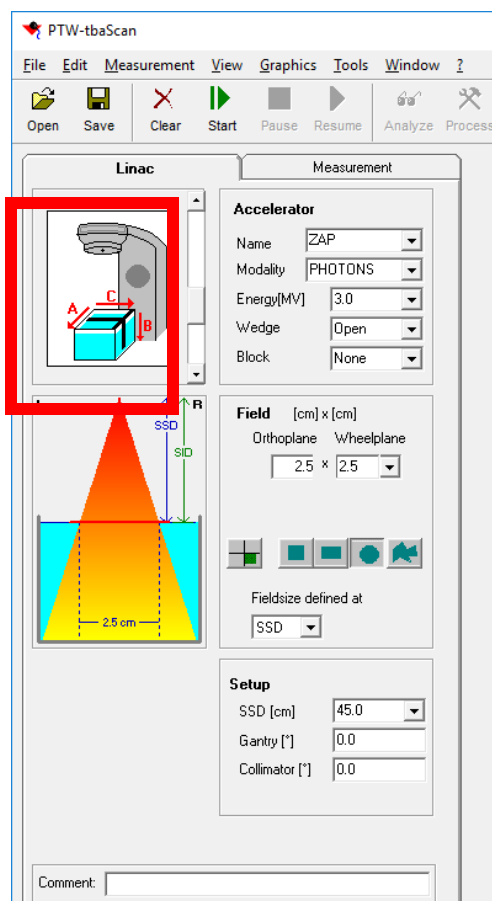 PTW-tbaScan
File Edit Measurement View Graphics Tools Window ?
Open Save Clear Start Pause Resume Analyze Process
Linac Measurement
A C B
Accelerator
Name ZAP
Modality PHOTONS
Energy[MV] 3.0
Wedge Open
Block None
R
SSD
SID
2.5 cm
Field [cm] x [cm]
Orthoplane Wheelplane
2.5 x 2.5
Fieldsize defined at
SSD
Setup
SSD [cm] 45.0
Gantry [°] 0.0
Collimator [°] 0.0
Comment: